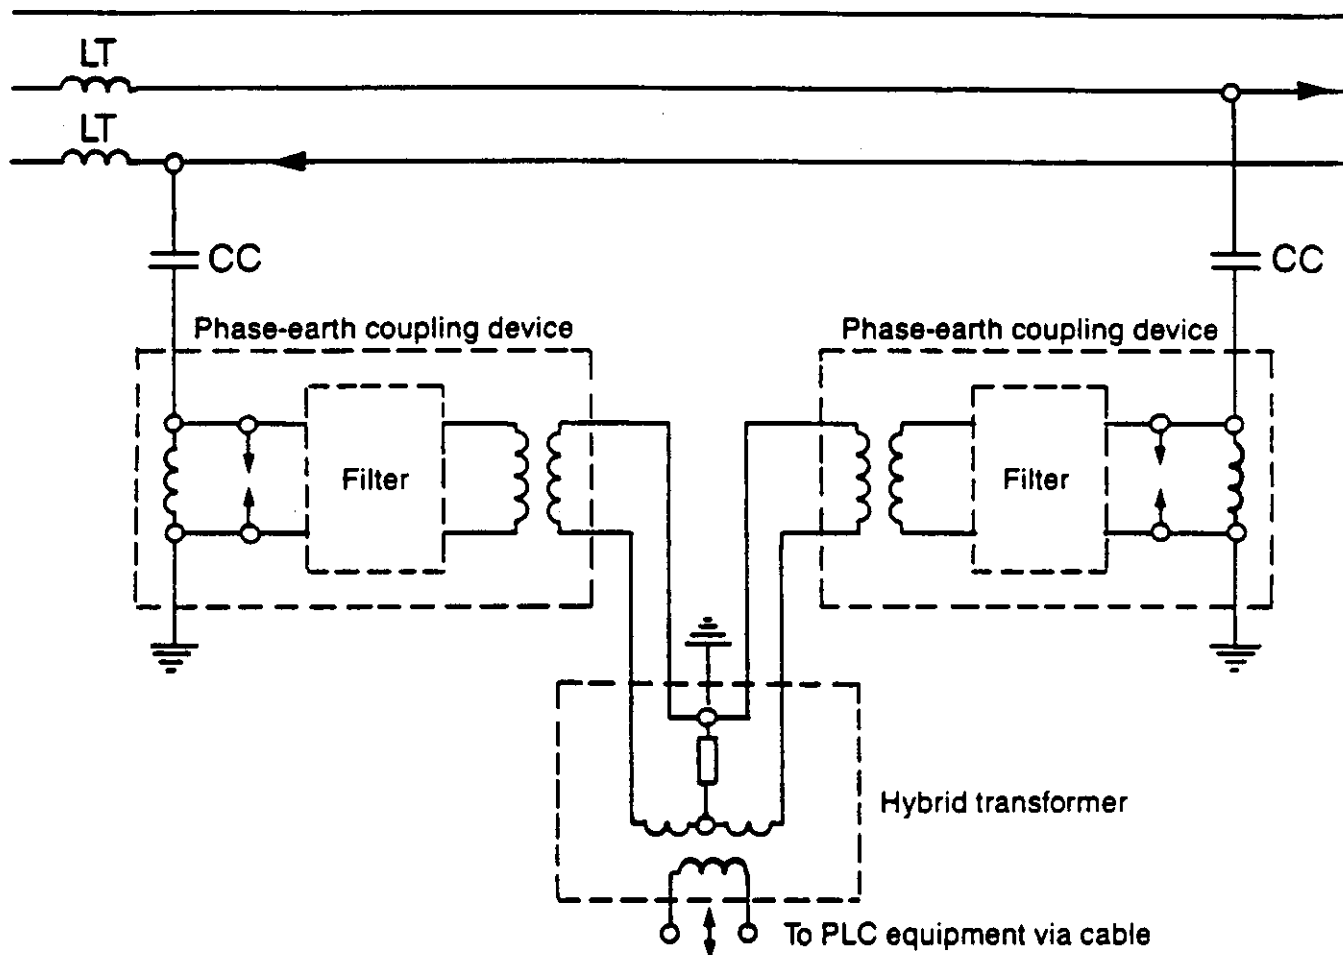 LT
LT
CC
CC
Phase-earth coupling device
Phase-earth coupling device
Filter
Filter
Hybrid transformer
To PLC equipment via cable